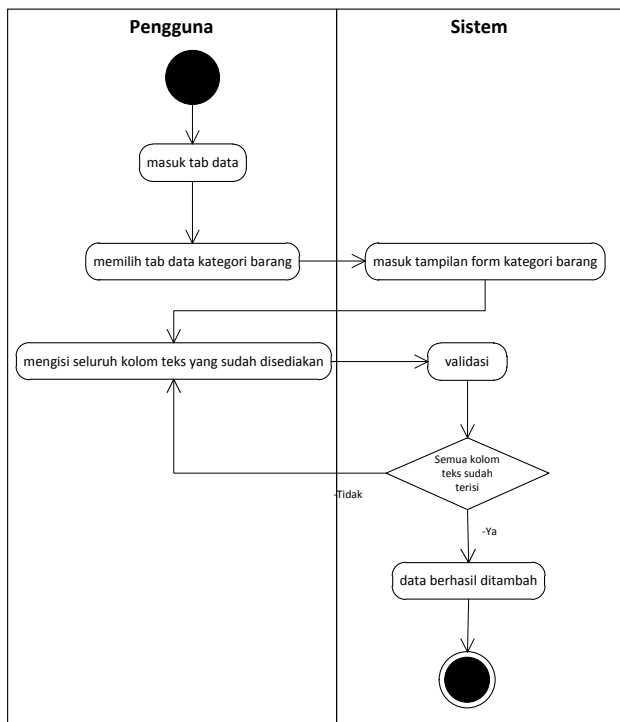 Pengguna
Sistem
masuk tab data
memilih tab data kategori barang
masuk tampilan form kategori barang
mengisi seluruh kolom teks yang sudah disediakan
validasi
Semua kolom
teks sudah
terisi
-Tidak
-Ya
data berhasil ditambah